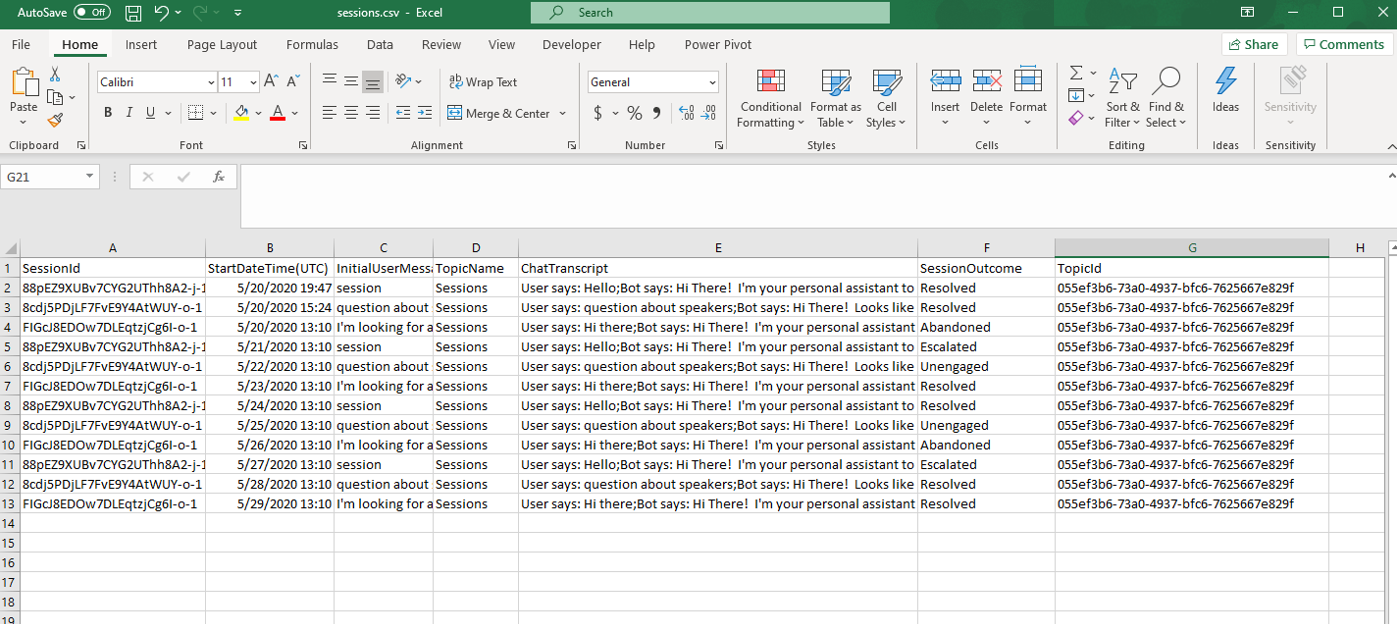 AutoSave Off sessions.csv - Excel Search
File Home Insert Page Layout Formulas Data Review View Developer Help Power Pivot Share Comments
Calibri 11 A A Wrap Text General
Paste B I U A Merge & Center $ % Conditional Formatting Format as Table Cell Styles Insert Delete Format Sort & Filter Find & Select Ideas Sensitivity
Clipboard Font Alignment Number Styles Cells Editing Ideas Sensitivity
G21 fx
A B C D E F G H
1 SessionId StartDateTime(UTC) InitialUserMessa TopicName ChatTranscript SessionOutcome TopicId
2 88pEZ9XUBv7CYG2UThh8A2-j-1 5/20/2020 19:47 session Sessions User says: Hello;Bot says: Hi There! I'm your personal assistant to Resolved 055ef3b6-73a0-4937-bfc6-7625667e829f
3 8cdj5PDjLF7FvE9Y4AtWUY-o-1 5/20/2020 15:24 question about Sessions User says: question about speakers;Bot says: Hi There! Looks like Resolved 055ef3b6-73a0-4937-bfc6-7625667e829f
4 FIGcJ8EDOw7DLEqtzjCg6I-o-1 5/20/2020 13:10 I'm looking for a Sessions User says: Hi there;Bot says: Hi There! I'm your personal assistant Abandoned 055ef3b6-73a0-4937-bfc6-7625667e829f
5 88pEZ9XUBv7CYG2UThh8A2-j-1 5/21/2020 13:10 session Sessions User says: Hello;Bot says: Hi There! I'm your personal assistant to Escalated 055ef3b6-73a0-4937-bfc6-7625667e829f
6 8cdj5PDjLF7FvE9Y4AtWUY-o-1 5/22/2020 13:10 question about Sessions User says: question about speakers;Bot says: Hi There! Looks like Unengaged 055ef3b6-73a0-4937-bfc6-7625667e829f
7 FIGcJ8EDOw7DLEqtzjCg6I-o-1 5/23/2020 13:10 I'm looking for a Sessions User says: Hi there;Bot says: Hi There! I'm your personal assistant Resolved 055ef3b6-73a0-4937-bfc6-7625667e829f
8 88pEZ9XUBv7CYG2UThh8A2-j-1 5/24/2020 13:10 session Sessions User says: Hello;Bot says: Hi There! I'm your personal assistant to Resolved 055ef3b6-73a0-4937-bfc6-7625667e829f
9 8cdj5PDjLF7FvE9Y4AtWUY-o-1 5/25/2020 13:10 question about Sessions User says: question about speakers;Bot says: Hi There! Looks like Unengaged 055ef3b6-73a0-4937-bfc6-7625667e829f
10 FIGcJ8EDOw7DLEqtzjCg6I-o-1 5/26/2020 13:10 I'm looking for a Sessions User says: Hi there;Bot says: Hi There! I'm your personal assistant Abandoned 055ef3b6-73a0-4937-bfc6-7625667e829f
11 88pEZ9XUBv7CYG2UThh8A2-j-1 5/27/2020 13:10 session Sessions User says: Hello;Bot says: Hi There! I'm your personal assistant to Escalated 055ef3b6-73a0-4937-bfc6-7625667e829f
12 8cdj5PDjLF7FvE9Y4AtWUY-o-1 5/28/2020 13:10 question about Sessions User says: question about speakers;Bot says: Hi There! Looks like Resolved 055ef3b6-73a0-4937-bfc6-7625667e829f
13 FIGcJ8EDOw7DLEqtzjCg6I-o-1 5/29/2020 13:10 I'm looking for a Sessions User says: Hi there;Bot says: Hi There! I'm your personal assistant Resolved 055ef3b6-73a0-4937-bfc6-7625667e829f
14
15
16
17
18
19